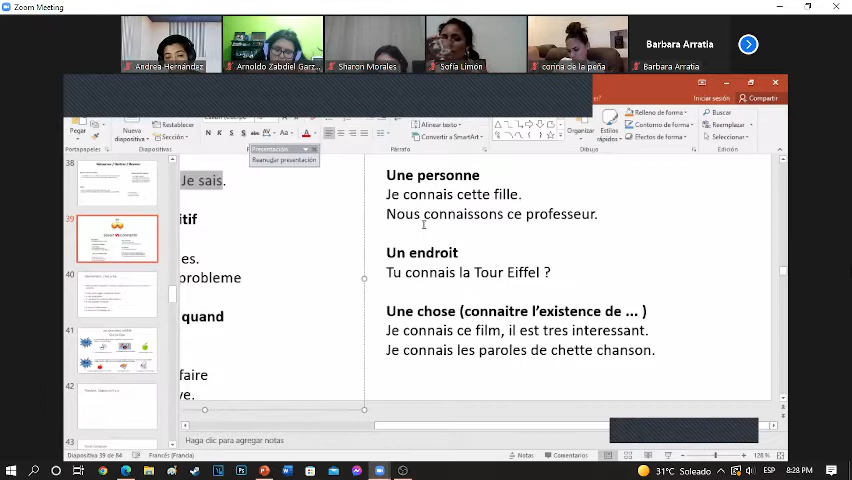 Zoom Meeting
Andrea Hernández
Arnoldo Zabdiel Garz...
Sharon Morales
Sofía Limón
corina de la peña
Barbara Arratia
Barbara Arratia
Iniciar sesión
Compartir
Pegar
Nueva
diapositiva
Restablecer
Sección
N K S S
Aa
A
Alinear texto
Convertir a SmartArt
Organizar
Estilos
rápidos
Relleno de forma
Contorno de forma
Efectos de forma
Buscar
Reemplazar
Seleccionar
Portapapeles
Diapositivas
Párrafo
Dibujo
Presentación
Reanudar presentación
38
39
40
41
42
43
Je sais.
itif
es.
probleme
quand
faire
ve.
Une personne
Je connais cette fille.
Nous connaissons ce professeur.
Un endroit
Tu connais la Tour Eiffel ?
Une chose (connaitre l'existence de ... )
Je connais ce film, il est tres interessant.
Je connais les paroles de chette chanson.
Haga clic para agregar notas
Diapositiva 39 de 64
Francés (Francia)
Notas
Comentarios
128 %
31°C Soleado
ESP
8:28 PM